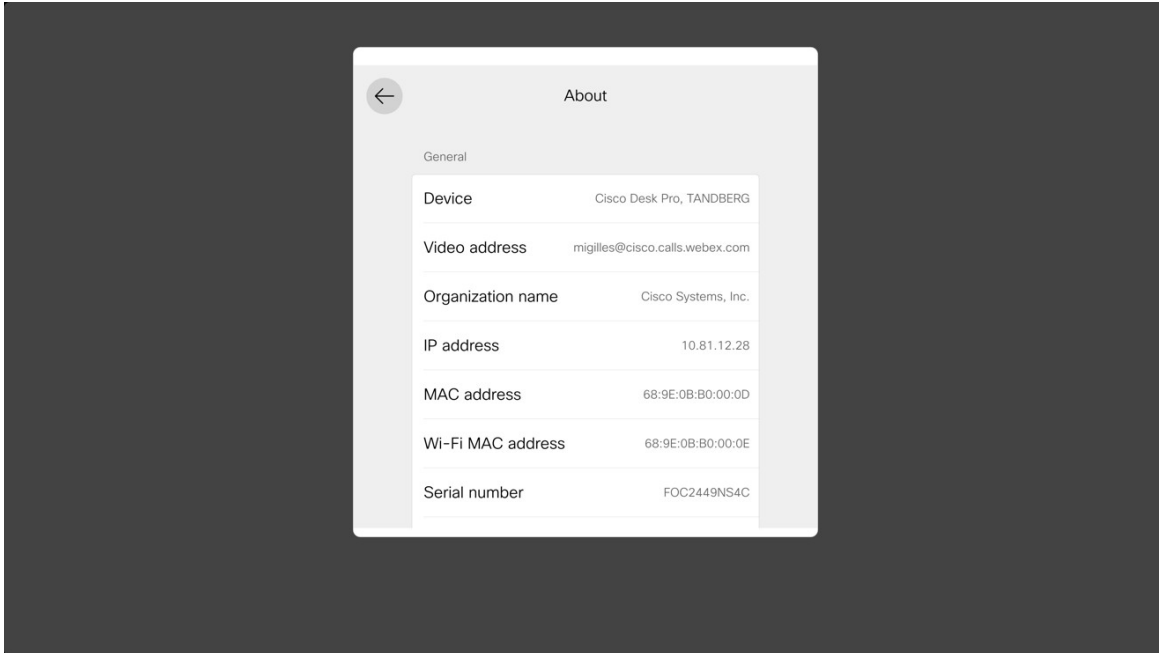 About
General
Device Cisco Desk Pro, TANDBERG
Video address migilles@cisco.calls.webex.com
Organization name Cisco Systems, Inc.
IP address 10.81.12.28
MAC address 68:9E:0B:B0:00:0D
Wi-Fi MAC address 68:9E:0B:B0:00:0E
Serial number FOC2449NS4C